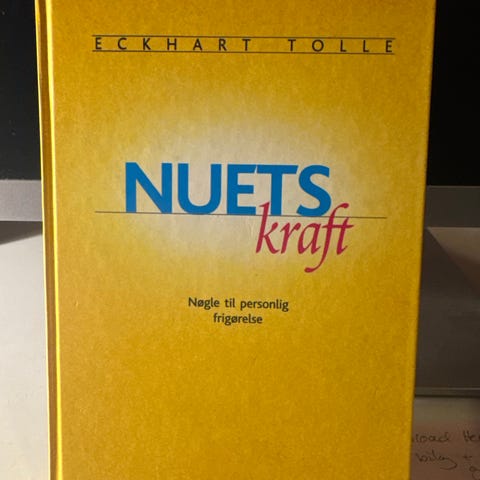 ECKHART TOLLE
NUETS
kraft
Nøgle til personlig
frigørelse